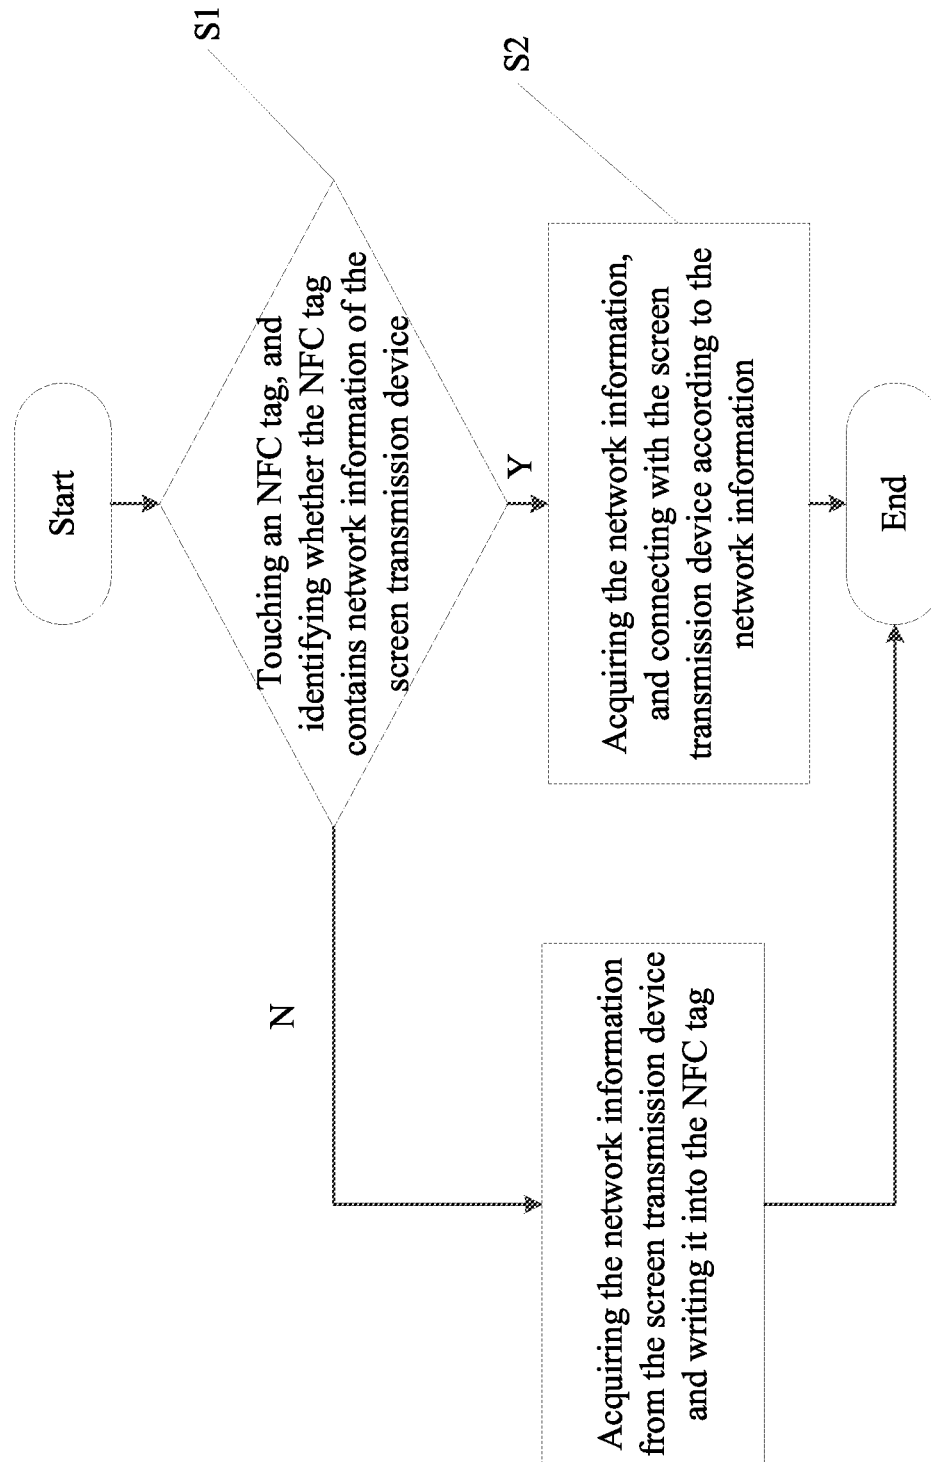 Start
S1
Touching an NFC tag, and
identifying whether the NFC tag
contains network information of the
screen transmission device
N
Y
S2
Acquiring the network information,
and connecting with the screen
transmission device according to the
network information
Acquiring the network information
from the screen transmission device
and writing it into the NFC tag
End